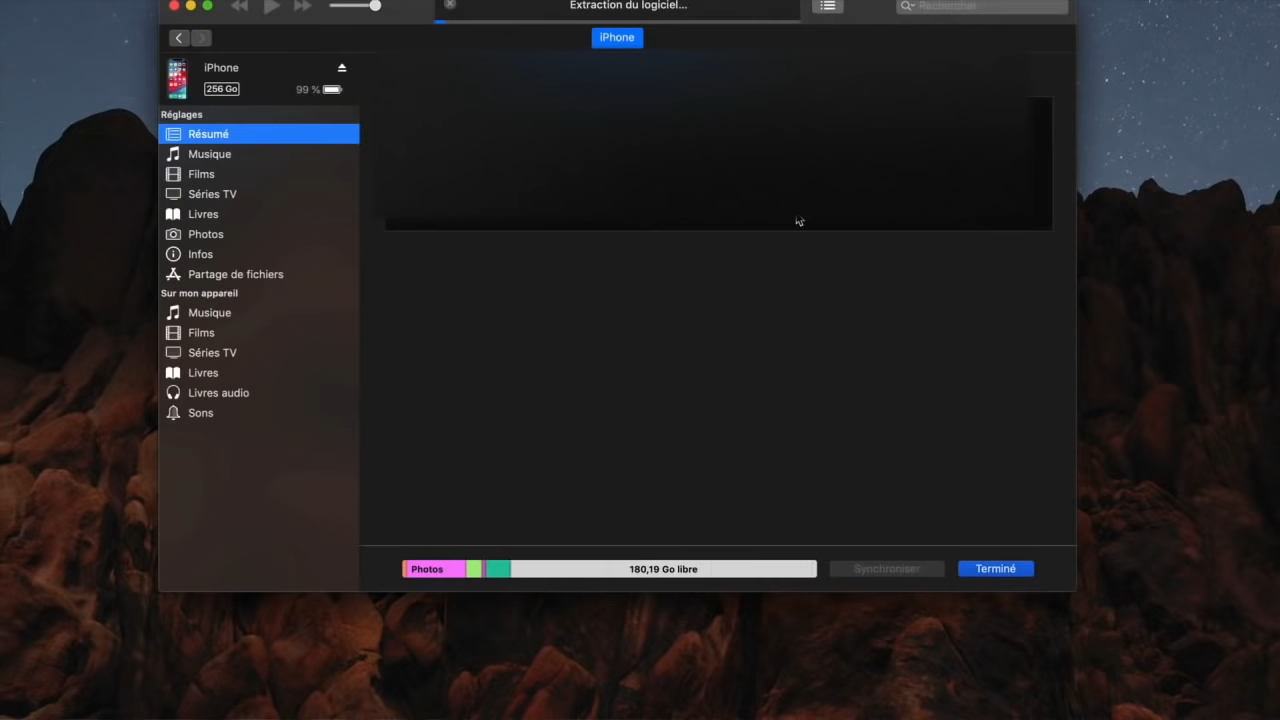 Extraction du logiciel...
Rechercher
iPhone
iPhone
256 Go
99 %
Réglages
Résumé
Musique
Films
Séries TV
Livres
Photos
Infos
Partage de fichiers
Sur mon appareil
Musique
Films
Séries TV
Livres
Livres audio
Sons
Photos
180,19 Go libre
Synchroniser
Terminé